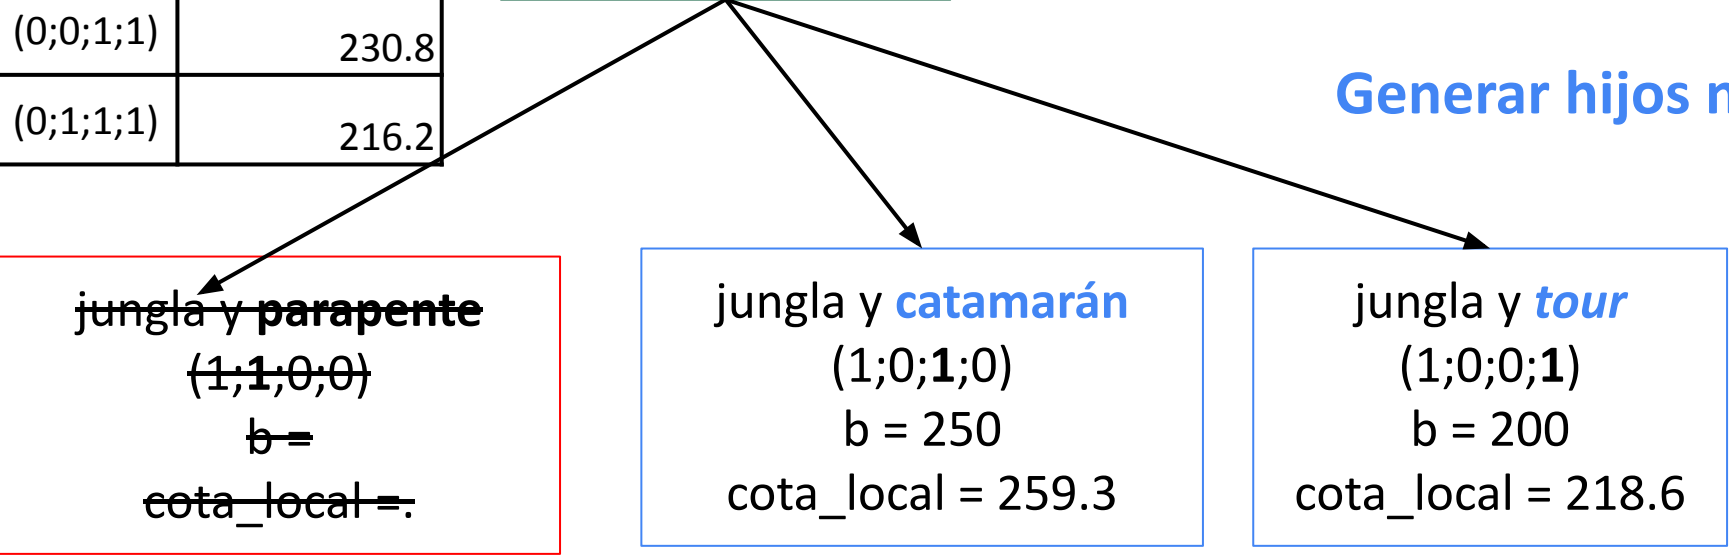 (0;0;1;1) 230.8
(0;1;1;1) 216.2
Generar hijos
jungla y parapente
(1;1;0;0)
b =
cota_local =.
jungla y catamarán
(1;0;1;0)
b = 250
cota_local = 259.3
jungla y tour
(1;0;0;1)
b = 200
cota_local = 218.6